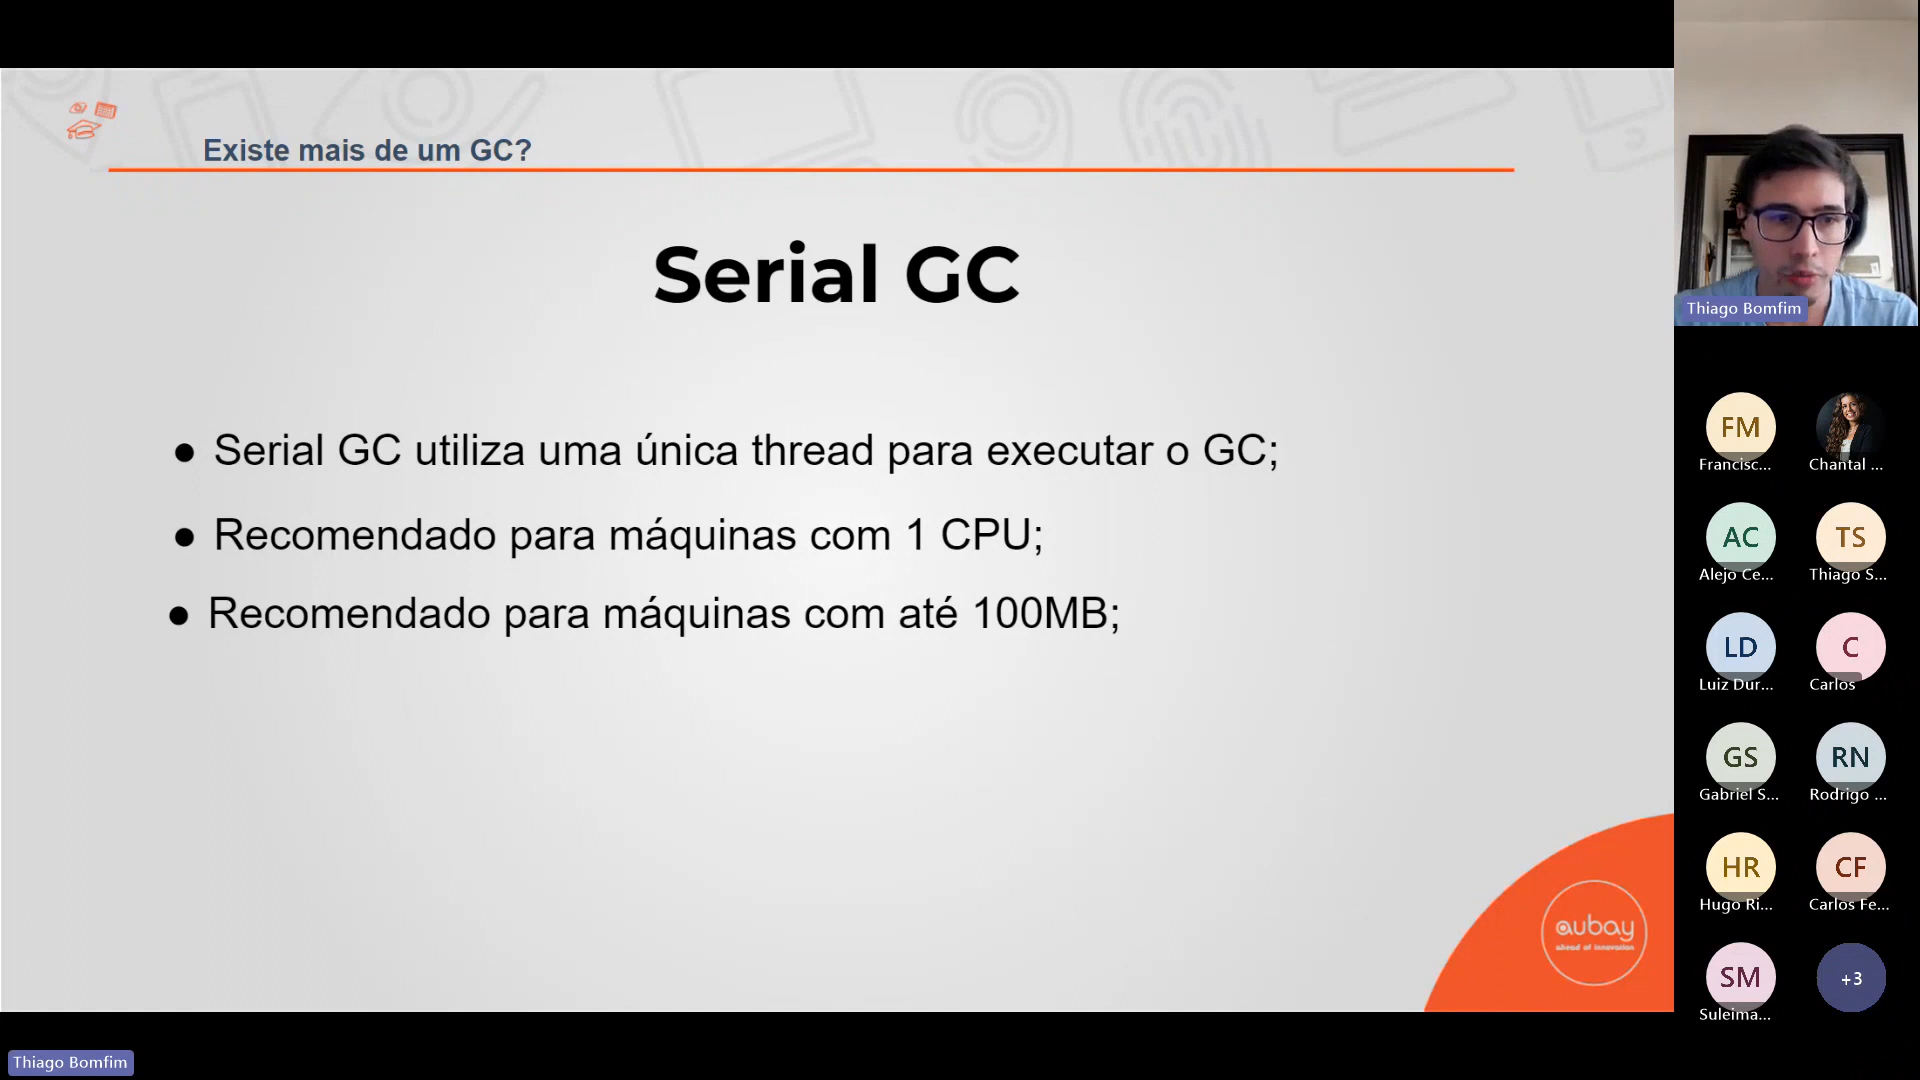 Existe mais de um GC?
Serial GC
● Serial GC utiliza uma única thread para executar o GC;
● Recomendado para máquinas com 1 CPU;
● Recomendado para máquinas com até 100MB;
aubay
ahead of innovation
Thiago Bomfim
Thiago Bomfim
FM
Francisc...
Chantal ...
AC
Alejo Ce...
TS
Thiago S...
LD
Luiz Dur...
C
Carlos
GS
Gabriel S...
RN
Rodrigo ...
HR
Hugo Ri...
CF
Carlos Fe...
SM
Suleima...
+3